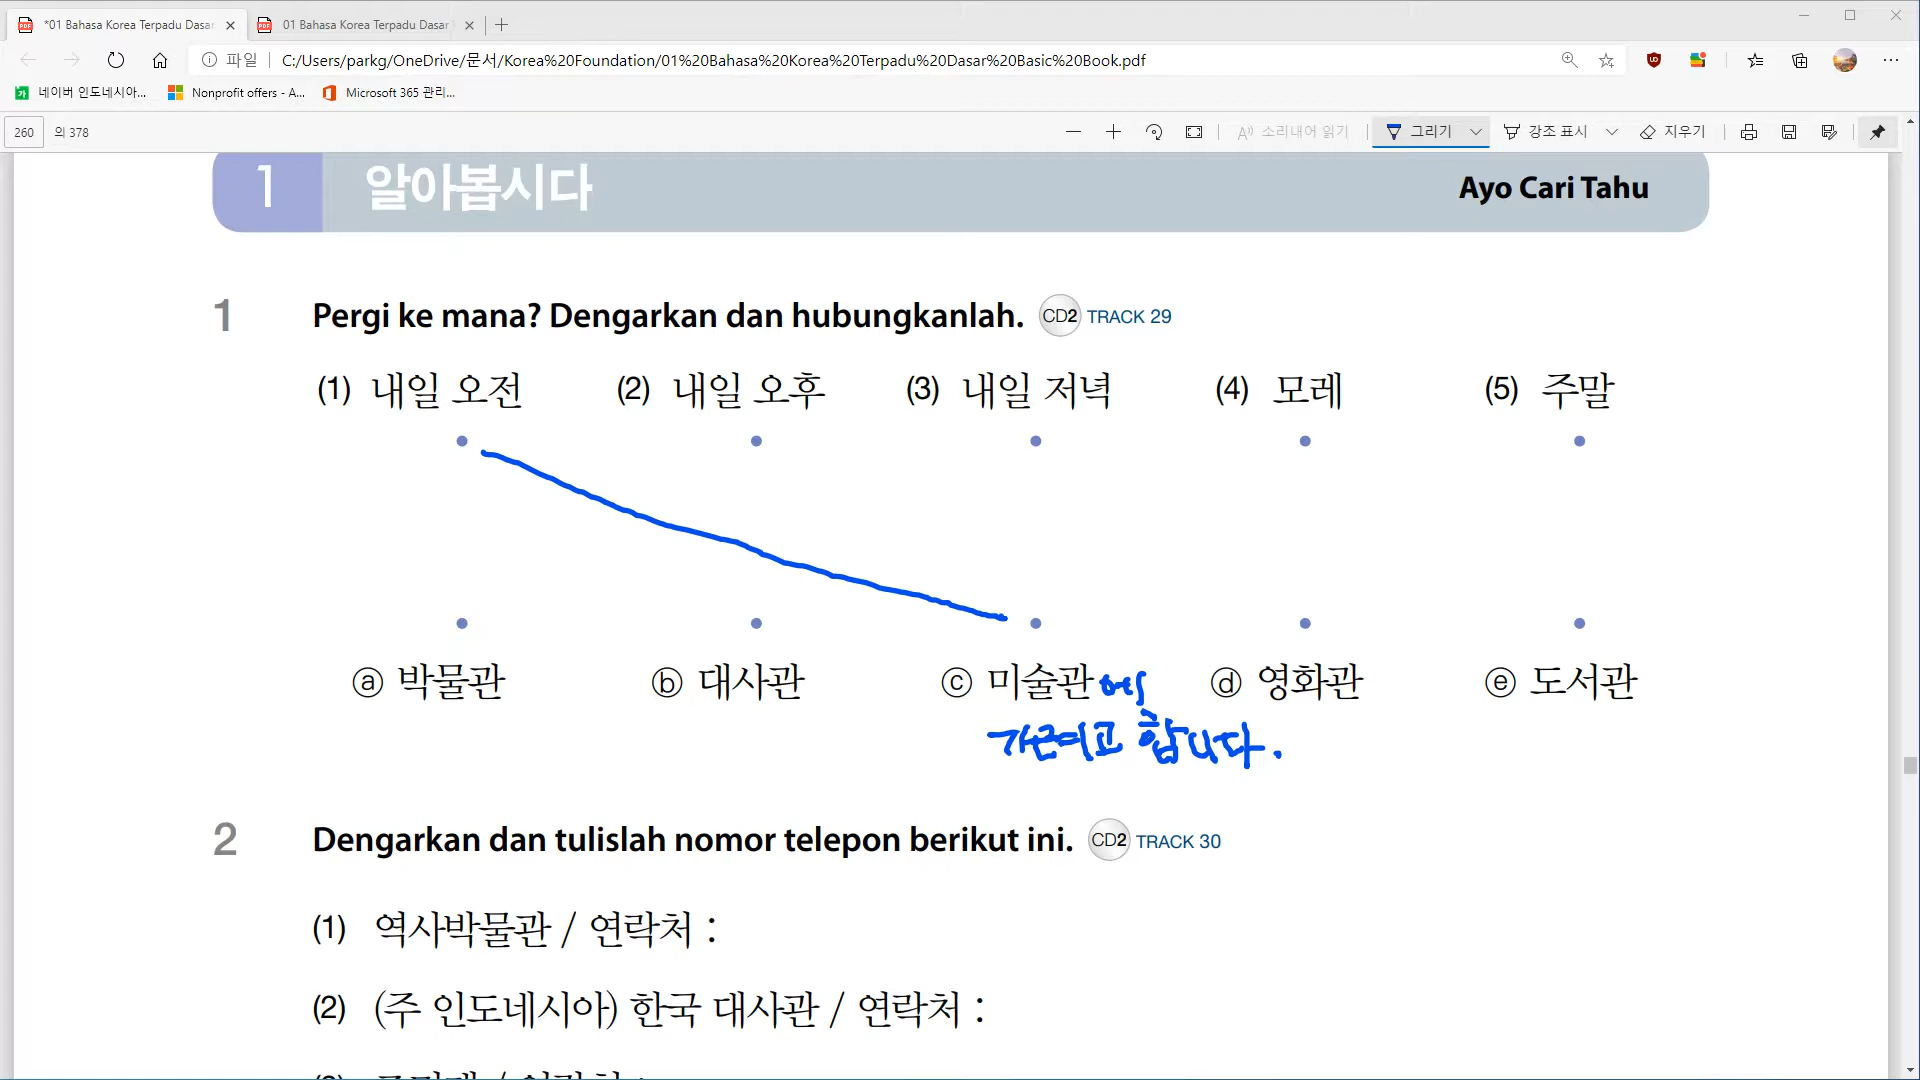 *01 Bahasa Korea Terpadu Dasar
01 Bahasa Korea Terpadu Dasar
파일 C:/Users/parkg/OneDrive/문서/Korea%20Foundation/01%20Bahasa%20Korea%20Terpadu%20Dasar%20Basic%20Book.pdf
네이버 인도네시아... Nonprofit offers - A... Microsoft 365 관리...
260 의 378 소리내어 읽기 그리기 강조 표시 지우기
1 알아봅시다 Ayo Cari Tahu
1 Pergi ke mana? Dengarkan dan hubungkanlah. CD2 TRACK 29
(1) 내일 오전 (2) 내일 오후 (3) 내일 저녁 (4) 모레 (5) 주말
ⓐ 박물관 ⓑ 대사관 ⓒ 미술관에 ⓓ 영화관 ⓔ 도서관
합니다.
2 Dengarkan dan tulislah nomor telepon berikut ini. CD2 TRACK 30
(1) 역사박물관 / 연락처 :
(2) (주 인도네시아) 한국 대사관 / 연락처 :